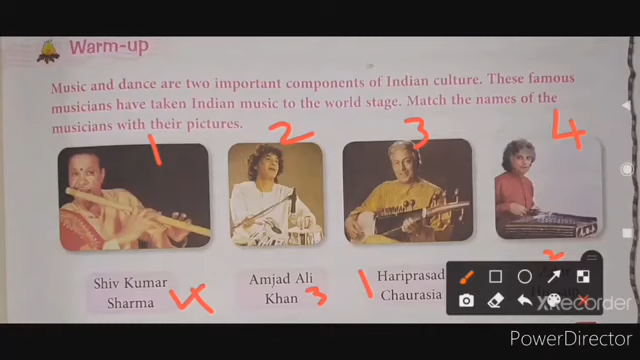 Warm-up
Music and dance are two important components of Indian culture. These famous
musicians have taken Indian music to the world stage. Match the names of the
musicians with their pictures.
1 2 3 4
Shiv Kumar
Sharma 4
Amjad Ali
Khan 3
1 Hariprasad
Chaurasia
2
XRecorder
PowerDirector